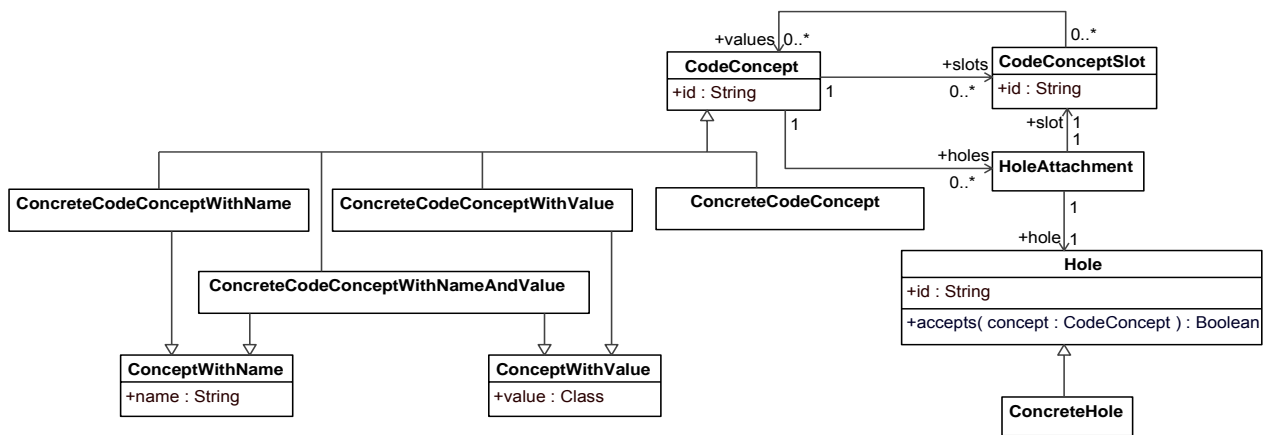 +values 0..*
0..*
CodeConcept
+id : String
1
+slots
0..*
CodeConceptSlot
+id : String
+slot 1
1
1
+holes
0..*
HoleAttachment
ConcreteCodeConceptWithName
ConcreteCodeConceptWithValue
ConcreteCodeConcept
1
+hole 1
ConcreteCodeConceptWithNameAndValue
Hole
+id : String
+accepts( concept : CodeConcept ) : Boolean
ConceptWithName
+name : String
ConceptWithValue
+value : Class
ConcreteHole